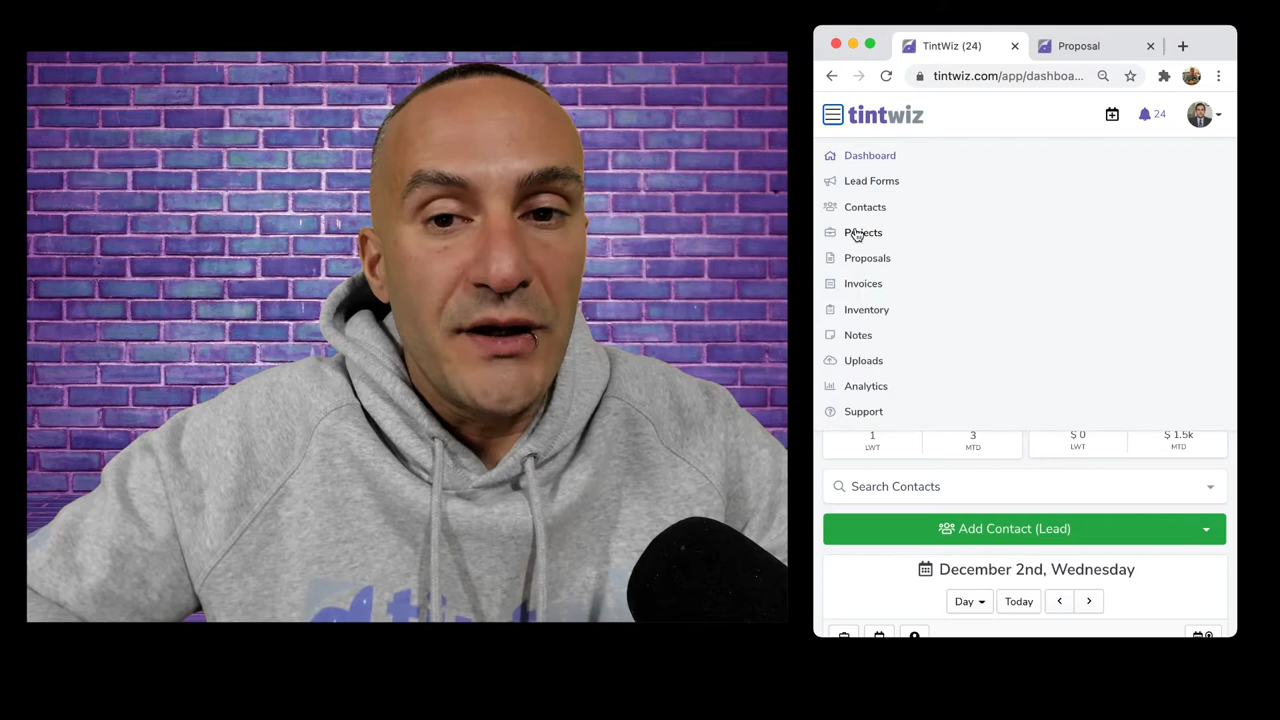 TintWiz (24)
Proposal
tintwiz.com/app/dashboa...
tintwiz
24
Dashboard
Lead Forms
Contacts
Projects
Proposals
Invoices
Inventory
Notes
Uploads
Analytics
Support
1
LWT
3
MTD
$ 0
LWT
$ 1.5k
MTD
Search Contacts
Add Contact (Lead)
December 2nd, Wednesday
Day
Today